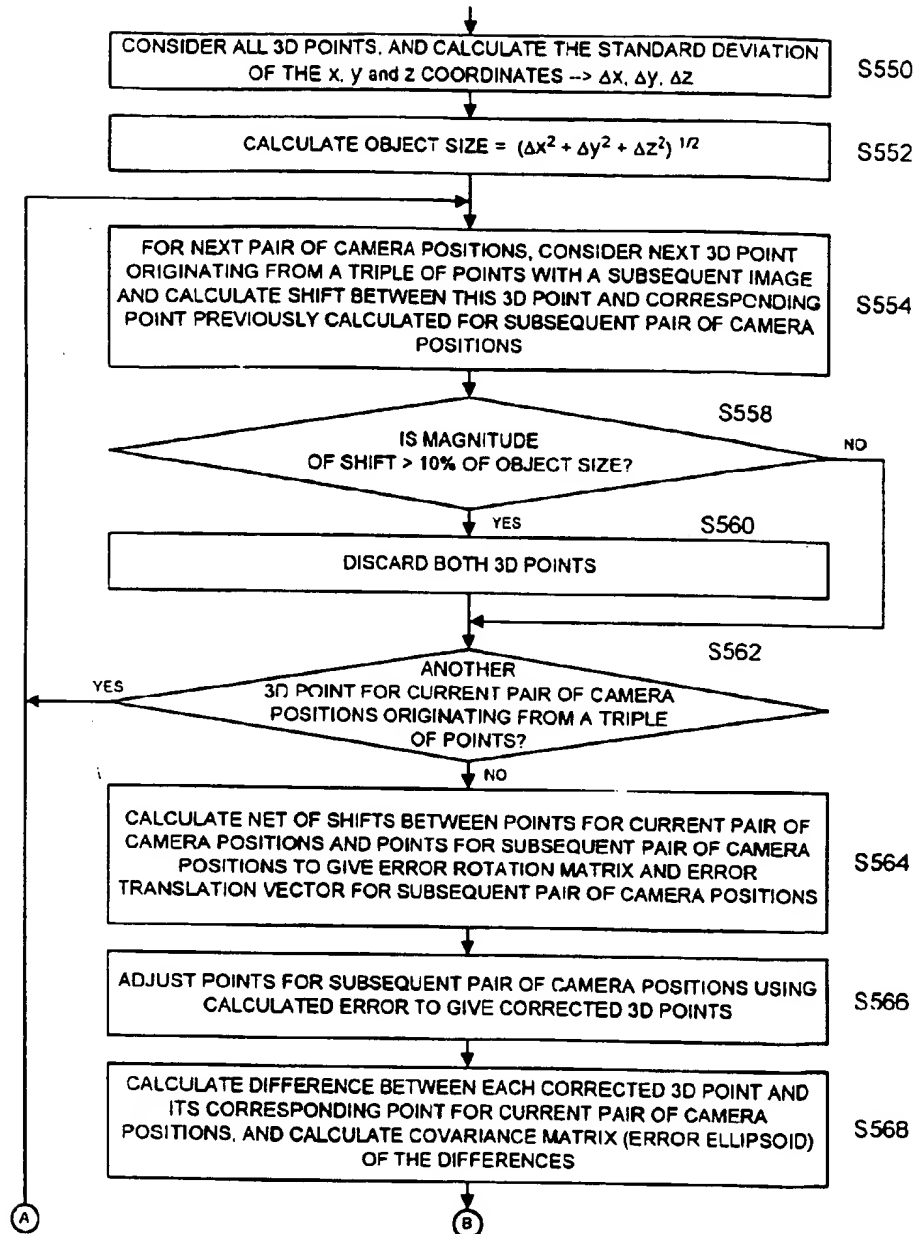 CONSIDER ALL 3D POINTS, AND CALCULATE THE STANDARD DEVIATION
OF THE x, y and z COORDINATES --> Δx, Δy, Δz
S550
CALCULATE OBJECT SIZE = (Δx² + Δy² + Δz²) 1/2
S552
FOR NEXT PAIR OF CAMERA POSITIONS, CONSIDER NEXT 3D POINT
ORIGINATING FROM A TRIPLE OF POINTS WITH A SUBSEQUENT IMAGE
AND CALCULATE SHIFT BETWEEN THIS 3D POINT AND CORRESPONDING
POINT PREVIOUSLY CALCULATED FOR SUBSEQUENT PAIR OF CAMERA
POSITIONS
S554
S558
IS MAGNITUDE
OF SHIFT > 10% OF OBJECT SIZE?
NO
YES
S560
DISCARD BOTH 3D POINTS
S562
ANOTHER
3D POINT FOR CURRENT PAIR OF CAMERA
POSITIONS ORIGINATING FROM A TRIPLE
OF POINTS?
YES
NO
CALCULATE NET OF SHIFTS BETWEEN POINTS FOR CURRENT PAIR OF
CAMERA POSITIONS AND POINTS FOR SUBSEQUENT PAIR OF CAMERA
POSITIONS TO GIVE ERROR ROTATION MATRIX AND ERROR
TRANSLATION VECTOR FOR SUBSEQUENT PAIR OF CAMERA POSITIONS
S564
ADJUST POINTS FOR SUBSEQUENT PAIR OF CAMERA POSITIONS USING
CALCULATED ERROR TO GIVE CORRECTED 3D POINTS
S566
CALCULATE DIFFERENCE BETWEEN EACH CORRECTED 3D POINT AND
ITS CORRESPONDING POINT FOR CURRENT PAIR OF CAMERA
POSITIONS, AND CALCULATE COVARIANCE MATRIX (ERROR ELLIPSOID)
OF THE DIFFERENCES
S568
A
B